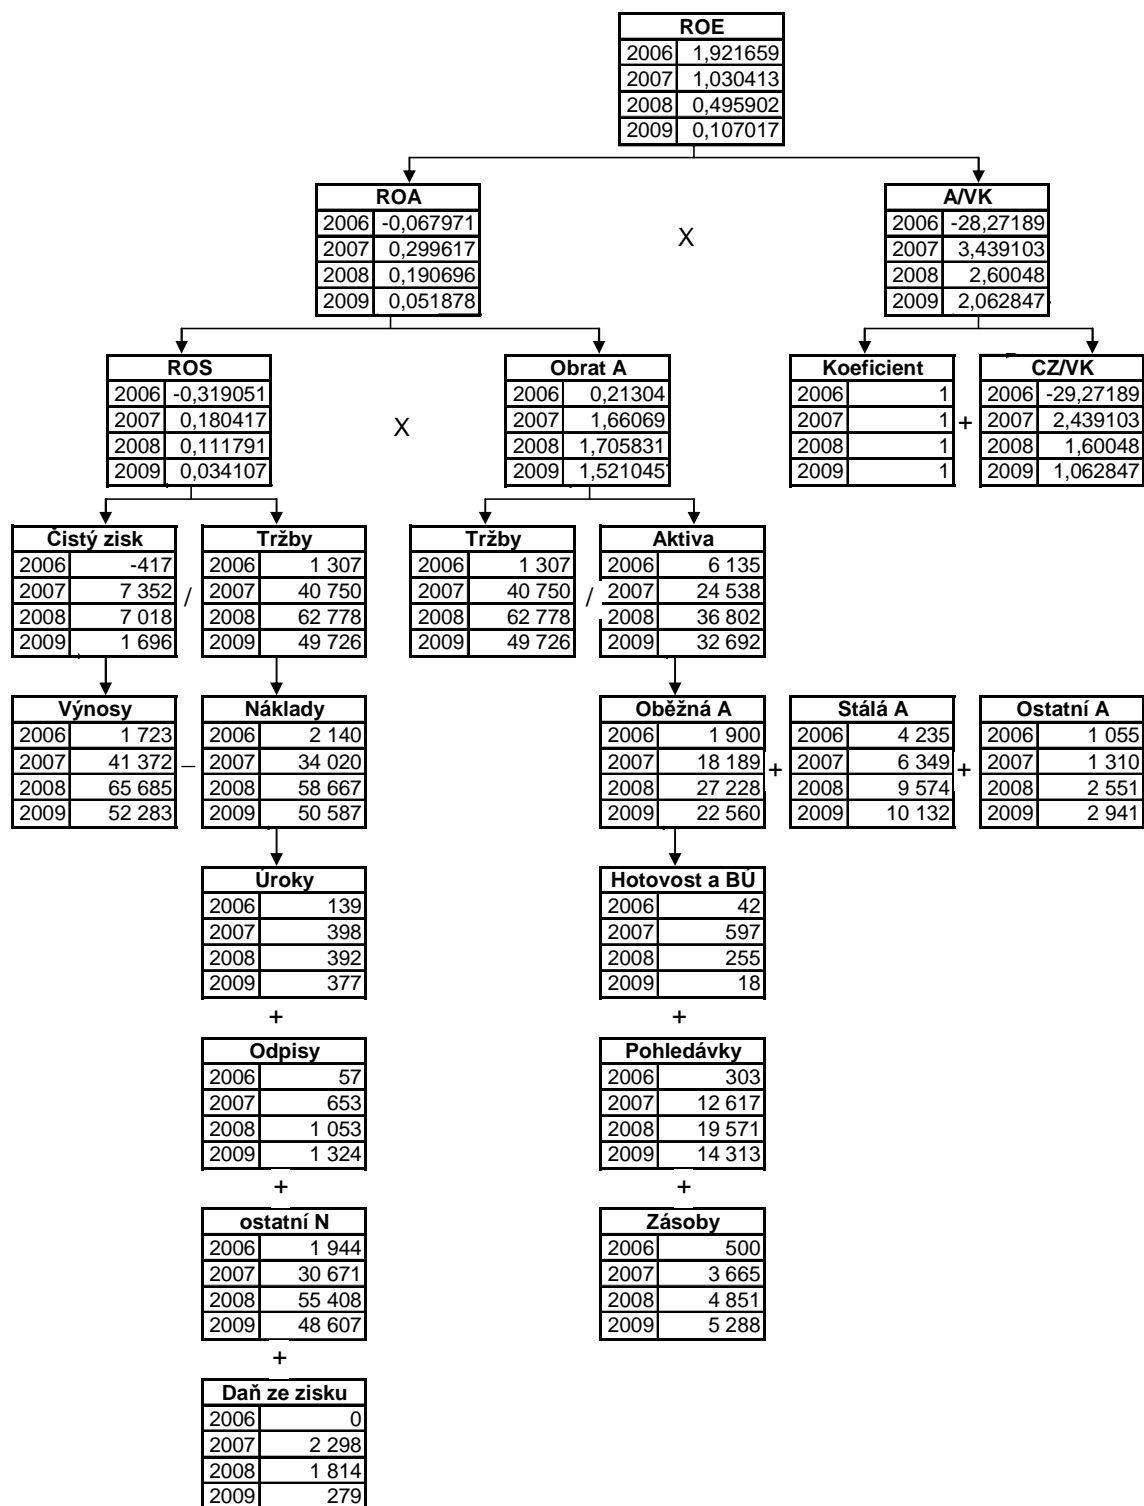 ROE
2006 1,921659
2007 1,030413
2008 0,495902
2009 0,107017
ROA
2006 -0,067971
2007 0,299617
2008 0,190696
2009 0,051878
X
A/VK
2006 -28,27189
2007 3,439103
2008 2,60048
2009 2,062847
ROS
2006 -0,319051
2007 0,180417
2008 0,111791
2009 0,034107
X
Obrat A
2006 0,21304
2007 1,66069
2008 1,705831
2009 1,521045
Koeficient
2006 1
2007 1
2008 1
2009 1
+
CZ/VK
2006 -29,27189
2007 2,439103
2008 1,60048
2009 1,062847
Čistý zisk
2006 -417
2007 7 352
2008 7 018
2009 1 696
/
Tržby
2006 1 307
2007 40 750
2008 62 778
2009 49 726
Tržby
2006 1 307
2007 40 750
2008 62 778
2009 49 726
/
Aktiva
2006 6 135
2007 24 538
2008 36 802
2009 32 692
Výnosy
2006 1 723
2007 41 372
2008 65 685
2009 52 283
–
Náklady
2006 2 140
2007 34 020
2008 58 667
2009 50 587
Oběžná A
2006 1 900
2007 18 189
2008 27 228
2009 22 560
+
Stálá A
2006 4 235
2007 6 349
2008 9 574
2009 10 132
+
Ostatní A
2006 1 055
2007 1 310
2008 2 551
2009 2 941
Úroky
2006 139
2007 398
2008 392
2009 377
+
Hotovost a BÚ
2006 42
2007 597
2008 255
2009 18
+
Odpisy
2006 57
2007 653
2008 1 053
2009 1 324
+
Pohledávky
2006 303
2007 12 617
2008 19 571
2009 14 313
+
ostatní N
2006 1 944
2007 30 671
2008 55 408
2009 48 607
+
Zásoby
2006 500
2007 3 665
2008 4 851
2009 5 288
Daň ze zisku
2006 0
2007 2 298
2008 1 814
2009 279